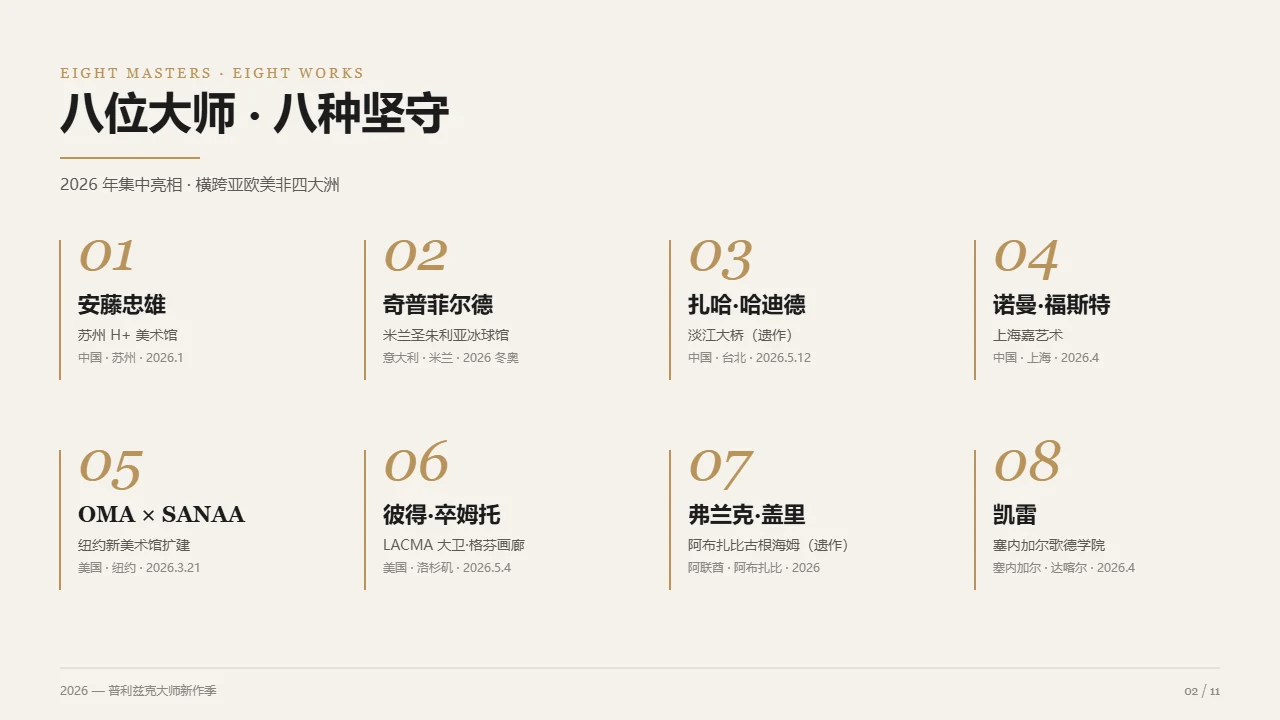 EIGHT MASTERS · EIGHT WORKS
八位大师 · 八种坚守
2026 年集中亮相 · 横跨亚欧美非四大洲
01
安藤忠雄
苏州 H+ 美术馆
中国 · 苏州 · 2026.1
02
奇普菲尔德
米兰圣朱利亚冰球馆
意大利 · 米兰 · 2026 冬奥
03
扎哈·哈迪德
淡江大桥（遗作）
中国 · 台北 · 2026.5.12
04
诺曼·福斯特
上海嘉艺术
中国 · 上海 · 2026.4
05
OMA × SANAA
纽约新美术馆扩建
美国 · 纽约 · 2026.3.21
06
彼得·卒姆托
LACMA 大卫·格芬画廊
美国 · 洛杉矶 · 2026.5.4
07
弗兰克·盖里
阿布扎比古根海姆（遗作）
阿联酋 · 阿布扎比 · 2026
08
凯雷
塞内加尔歌德学院
塞内加尔 · 达喀尔 · 2026.4
2026 — 普利兹克大师新作季
02 / 11